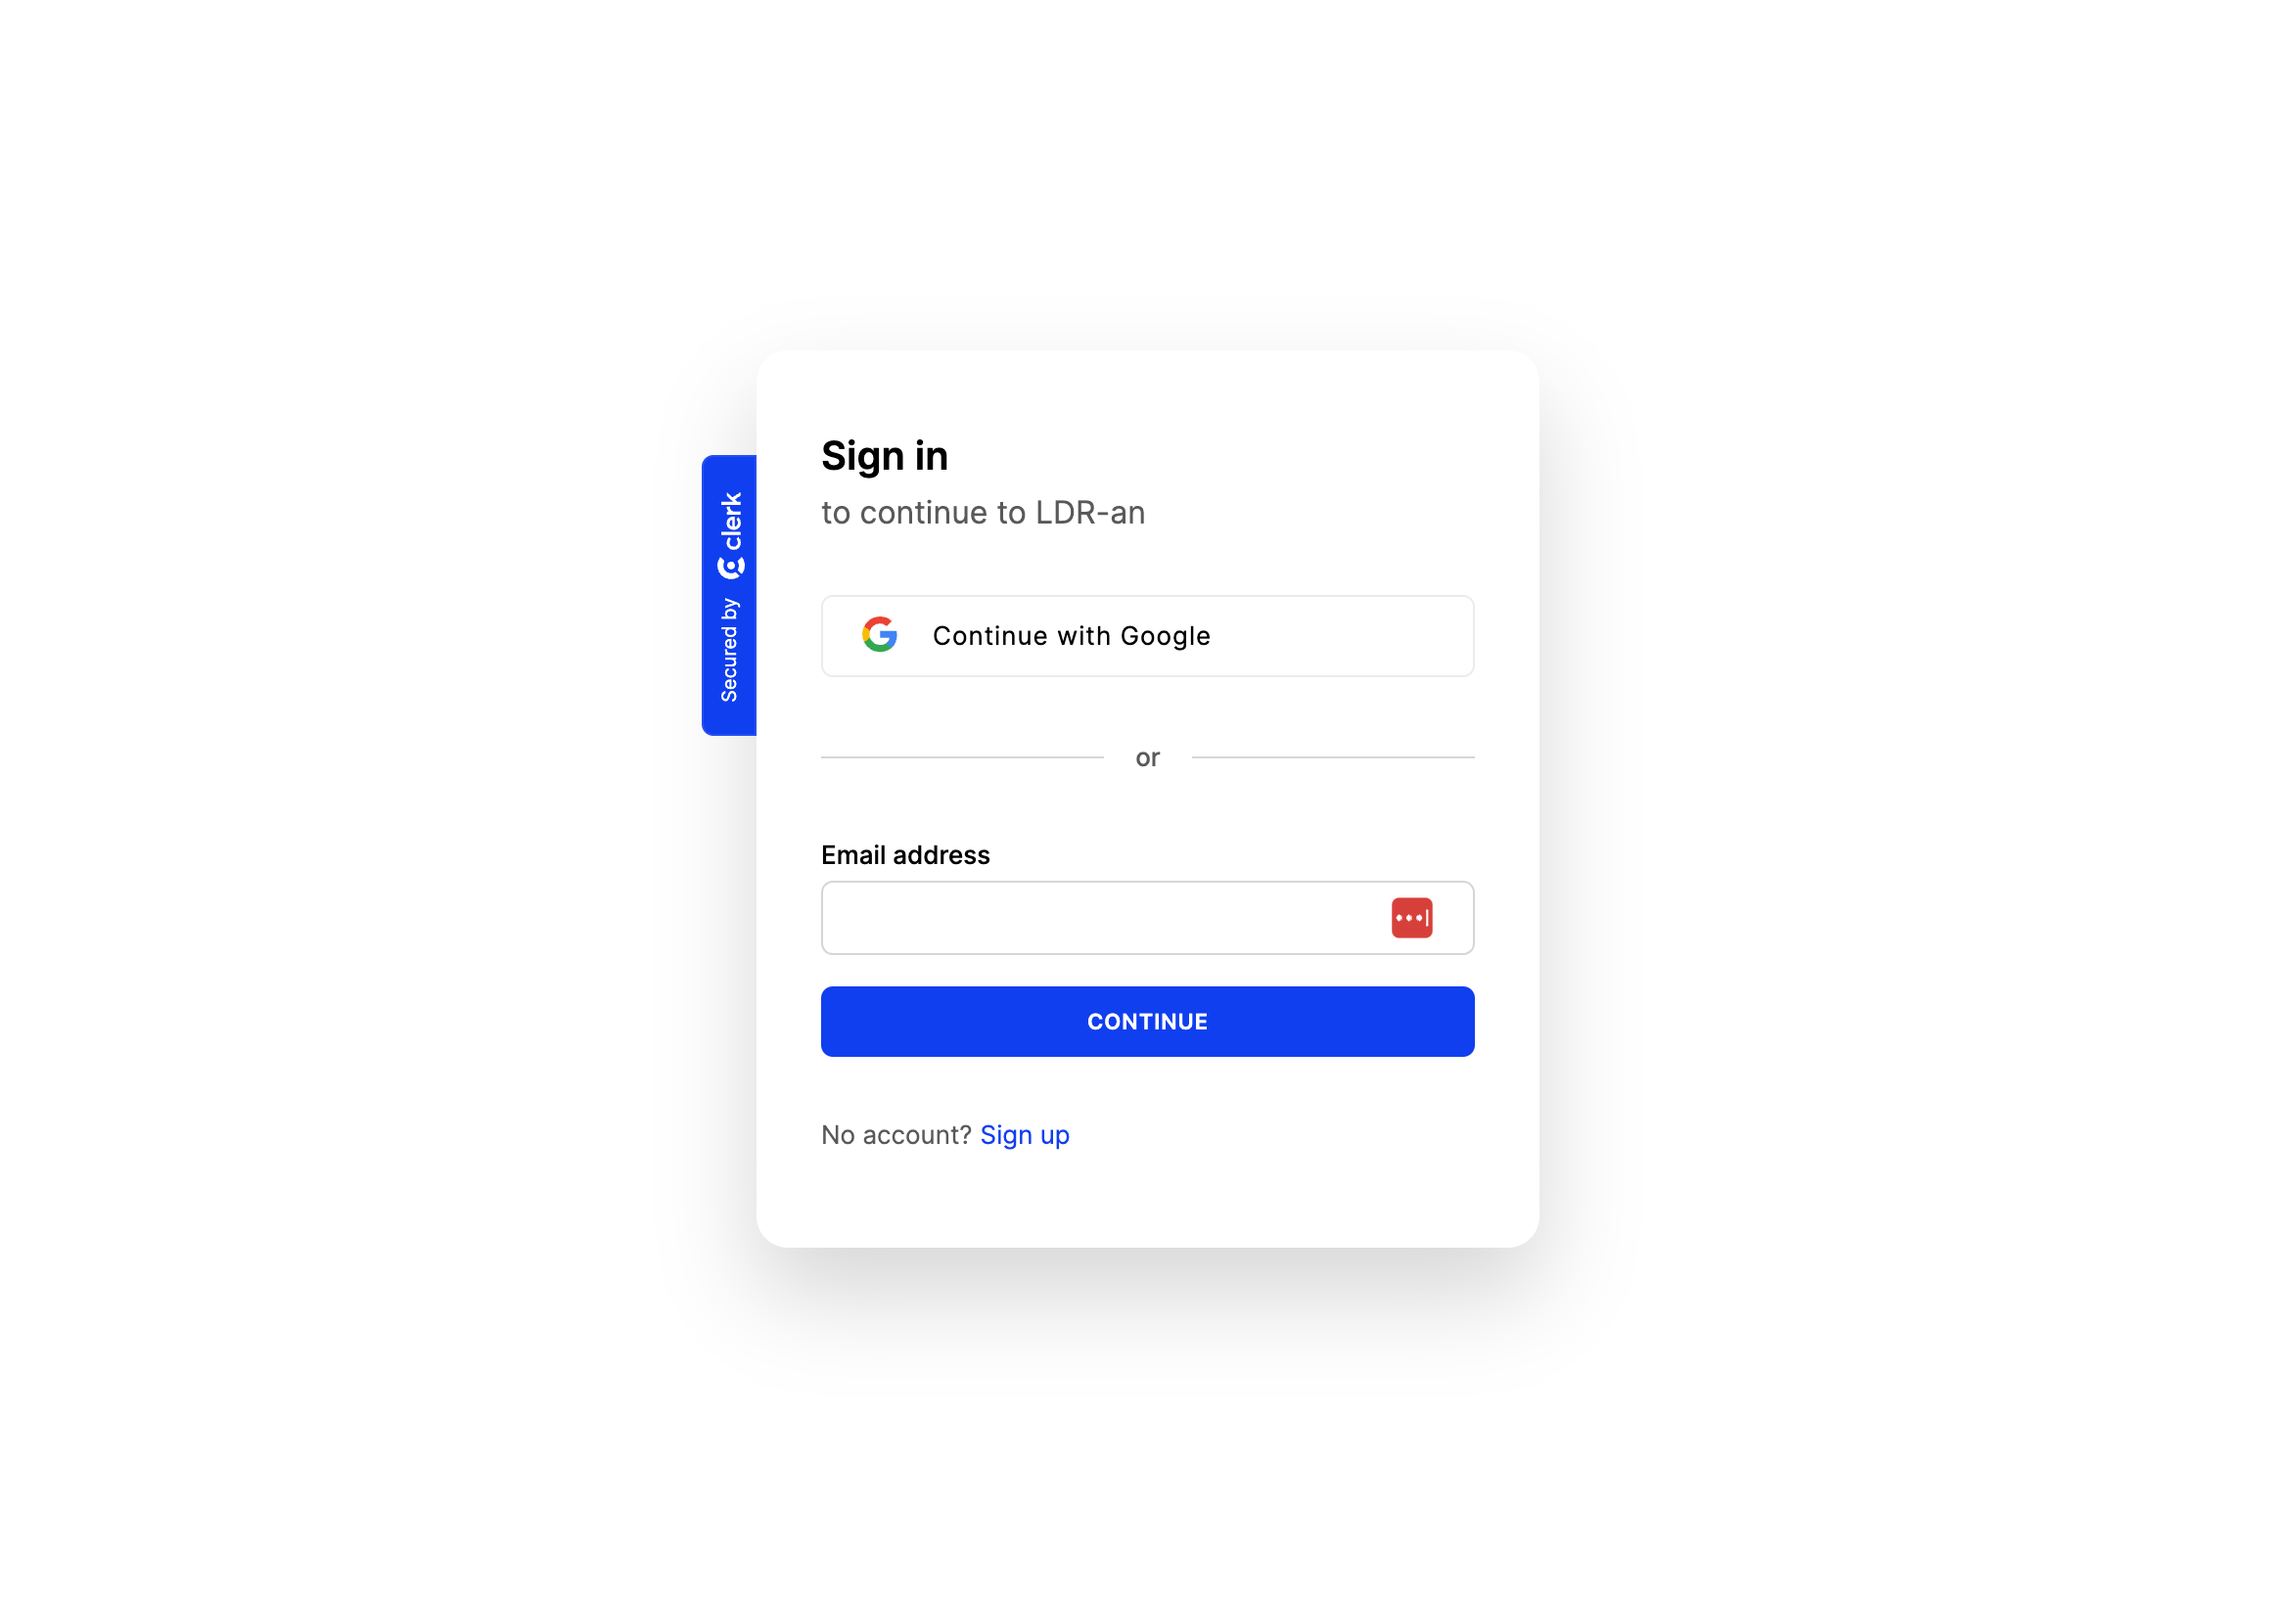 Sign in
to continue to LDR-an
Secured by clerk
Continue with Google
or
Email address
CONTINUE
No account? Sign up